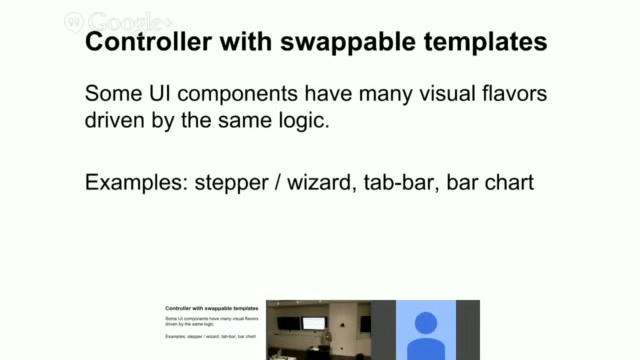 Google+
Controller with swappable templates
Some UI components have many visual flavors
driven by the same logic.
Examples: stepper / wizard, tab-bar, bar chart
Controller with swappable templates
Some UI components have many visual flavors
driven by the same logic.
Examples: stepper / wizard, tab-bar, bar chart